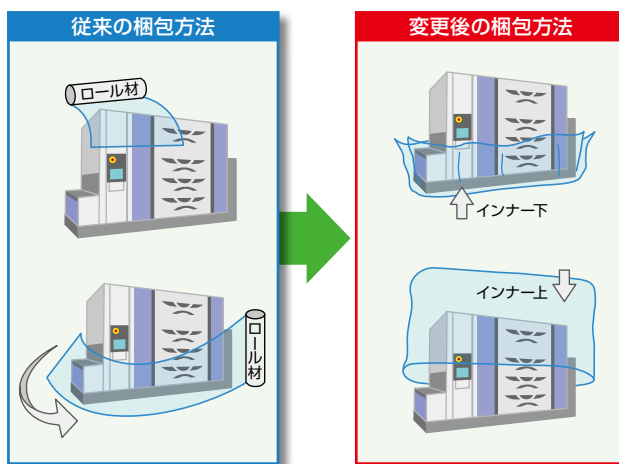 従来の梱包方法
ロール材
ロール材
変更後の梱包方法
インナー下
インナー上